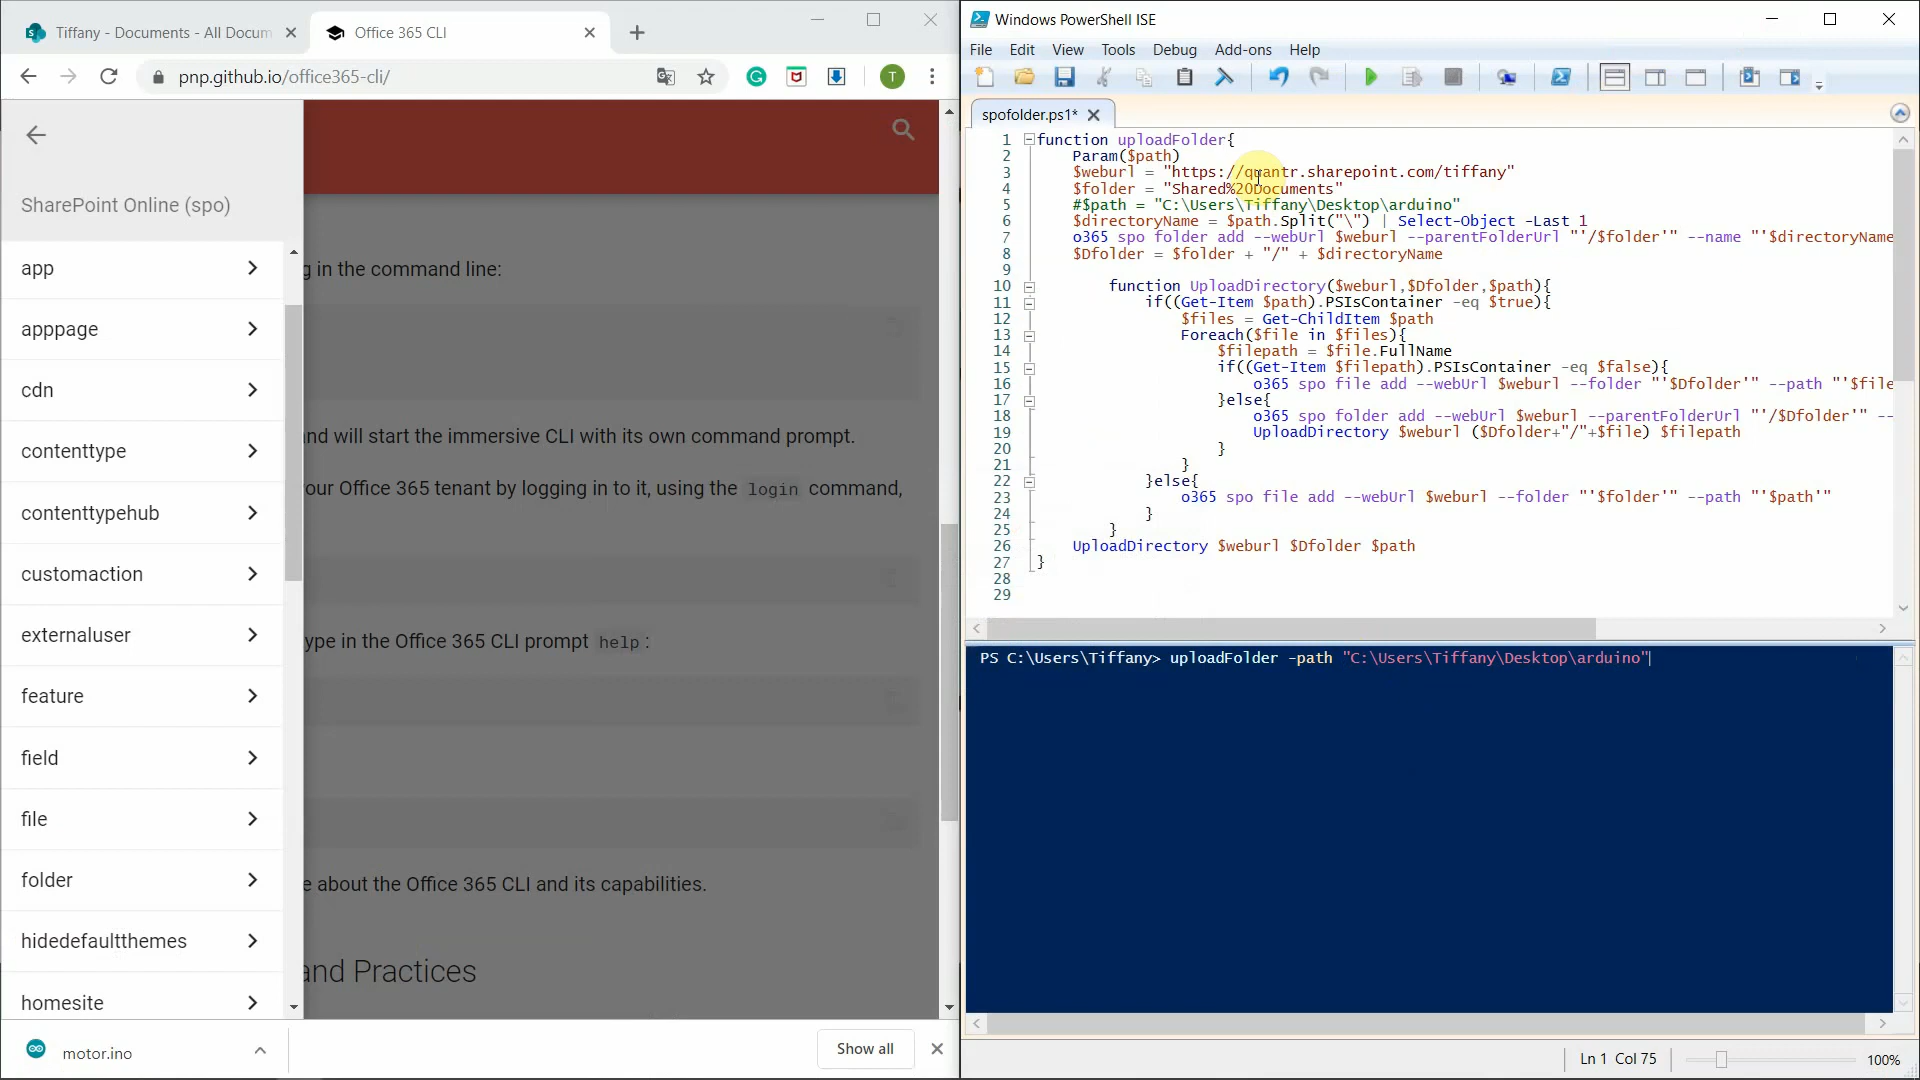 Tiffany - Documents - All Docum
Office 365 CLI
pnp.github.io/office365-cli/
T
SharePoint Online (spo)
app
apppage
cdn
contenttype
contenttypehub
customaction
externaluser
feature
field
file
folder
hidedefaultthemes
homesite
g in the command line:
nd will start the immersive CLI with its own command prompt.
our Office 365 tenant by logging in to it, using the login command,
ype in the Office 365 CLI prompt help :
e about the Office 365 CLI and its capabilities.
and Practices
motor.ino
Show all
Windows PowerShell ISE
File Edit View Tools Debug Add-ons Help
spofolder.ps1*
1 function uploadFolder{
2 Param($path)
3 $weburl = "https://quantr.sharepoint.com/tiffany"
4 $folder = "Shared%20Documents"
5 #$path = "C:\Users\Tiffany\Desktop\arduino"
6 $directoryName = $path.Split("\") | Select-Object -Last 1
7 o365 spo folder add --webUrl $weburl --parentFolderUrl "'/$folder'" --name "'$directoryName
8 $Dfolder = $folder + "/" + $directoryName
9
10 function UploadDirectory($weburl,$Dfolder,$path){
11 if((Get-Item $path).PSIsContainer -eq $true){
12 $files = Get-ChildItem $path
13 Foreach($file in $files){
14 $filepath = $file.FullName
15 if((Get-Item $filepath).PSIsContainer -eq $false){
16 o365 spo file add --webUrl $weburl --folder "'$Dfolder'" --path "'$file
17 }else{
18 o365 spo folder add --webUrl $weburl --parentFolderUrl "'/$Dfolder'" --
19 UploadDirectory $weburl ($Dfolder+"/"+$file) $filepath
20 }
21 }
22 }else{
23 o365 spo file add --webUrl $weburl --folder "'$folder'" --path "'$path'"
24 }
25 }
26 UploadDirectory $weburl $Dfolder $path
27 }
28
29
PS C:\Users\Tiffany> uploadFolder -path "C:\Users\Tiffany\Desktop\arduino"
Ln 1 Col 75
100%